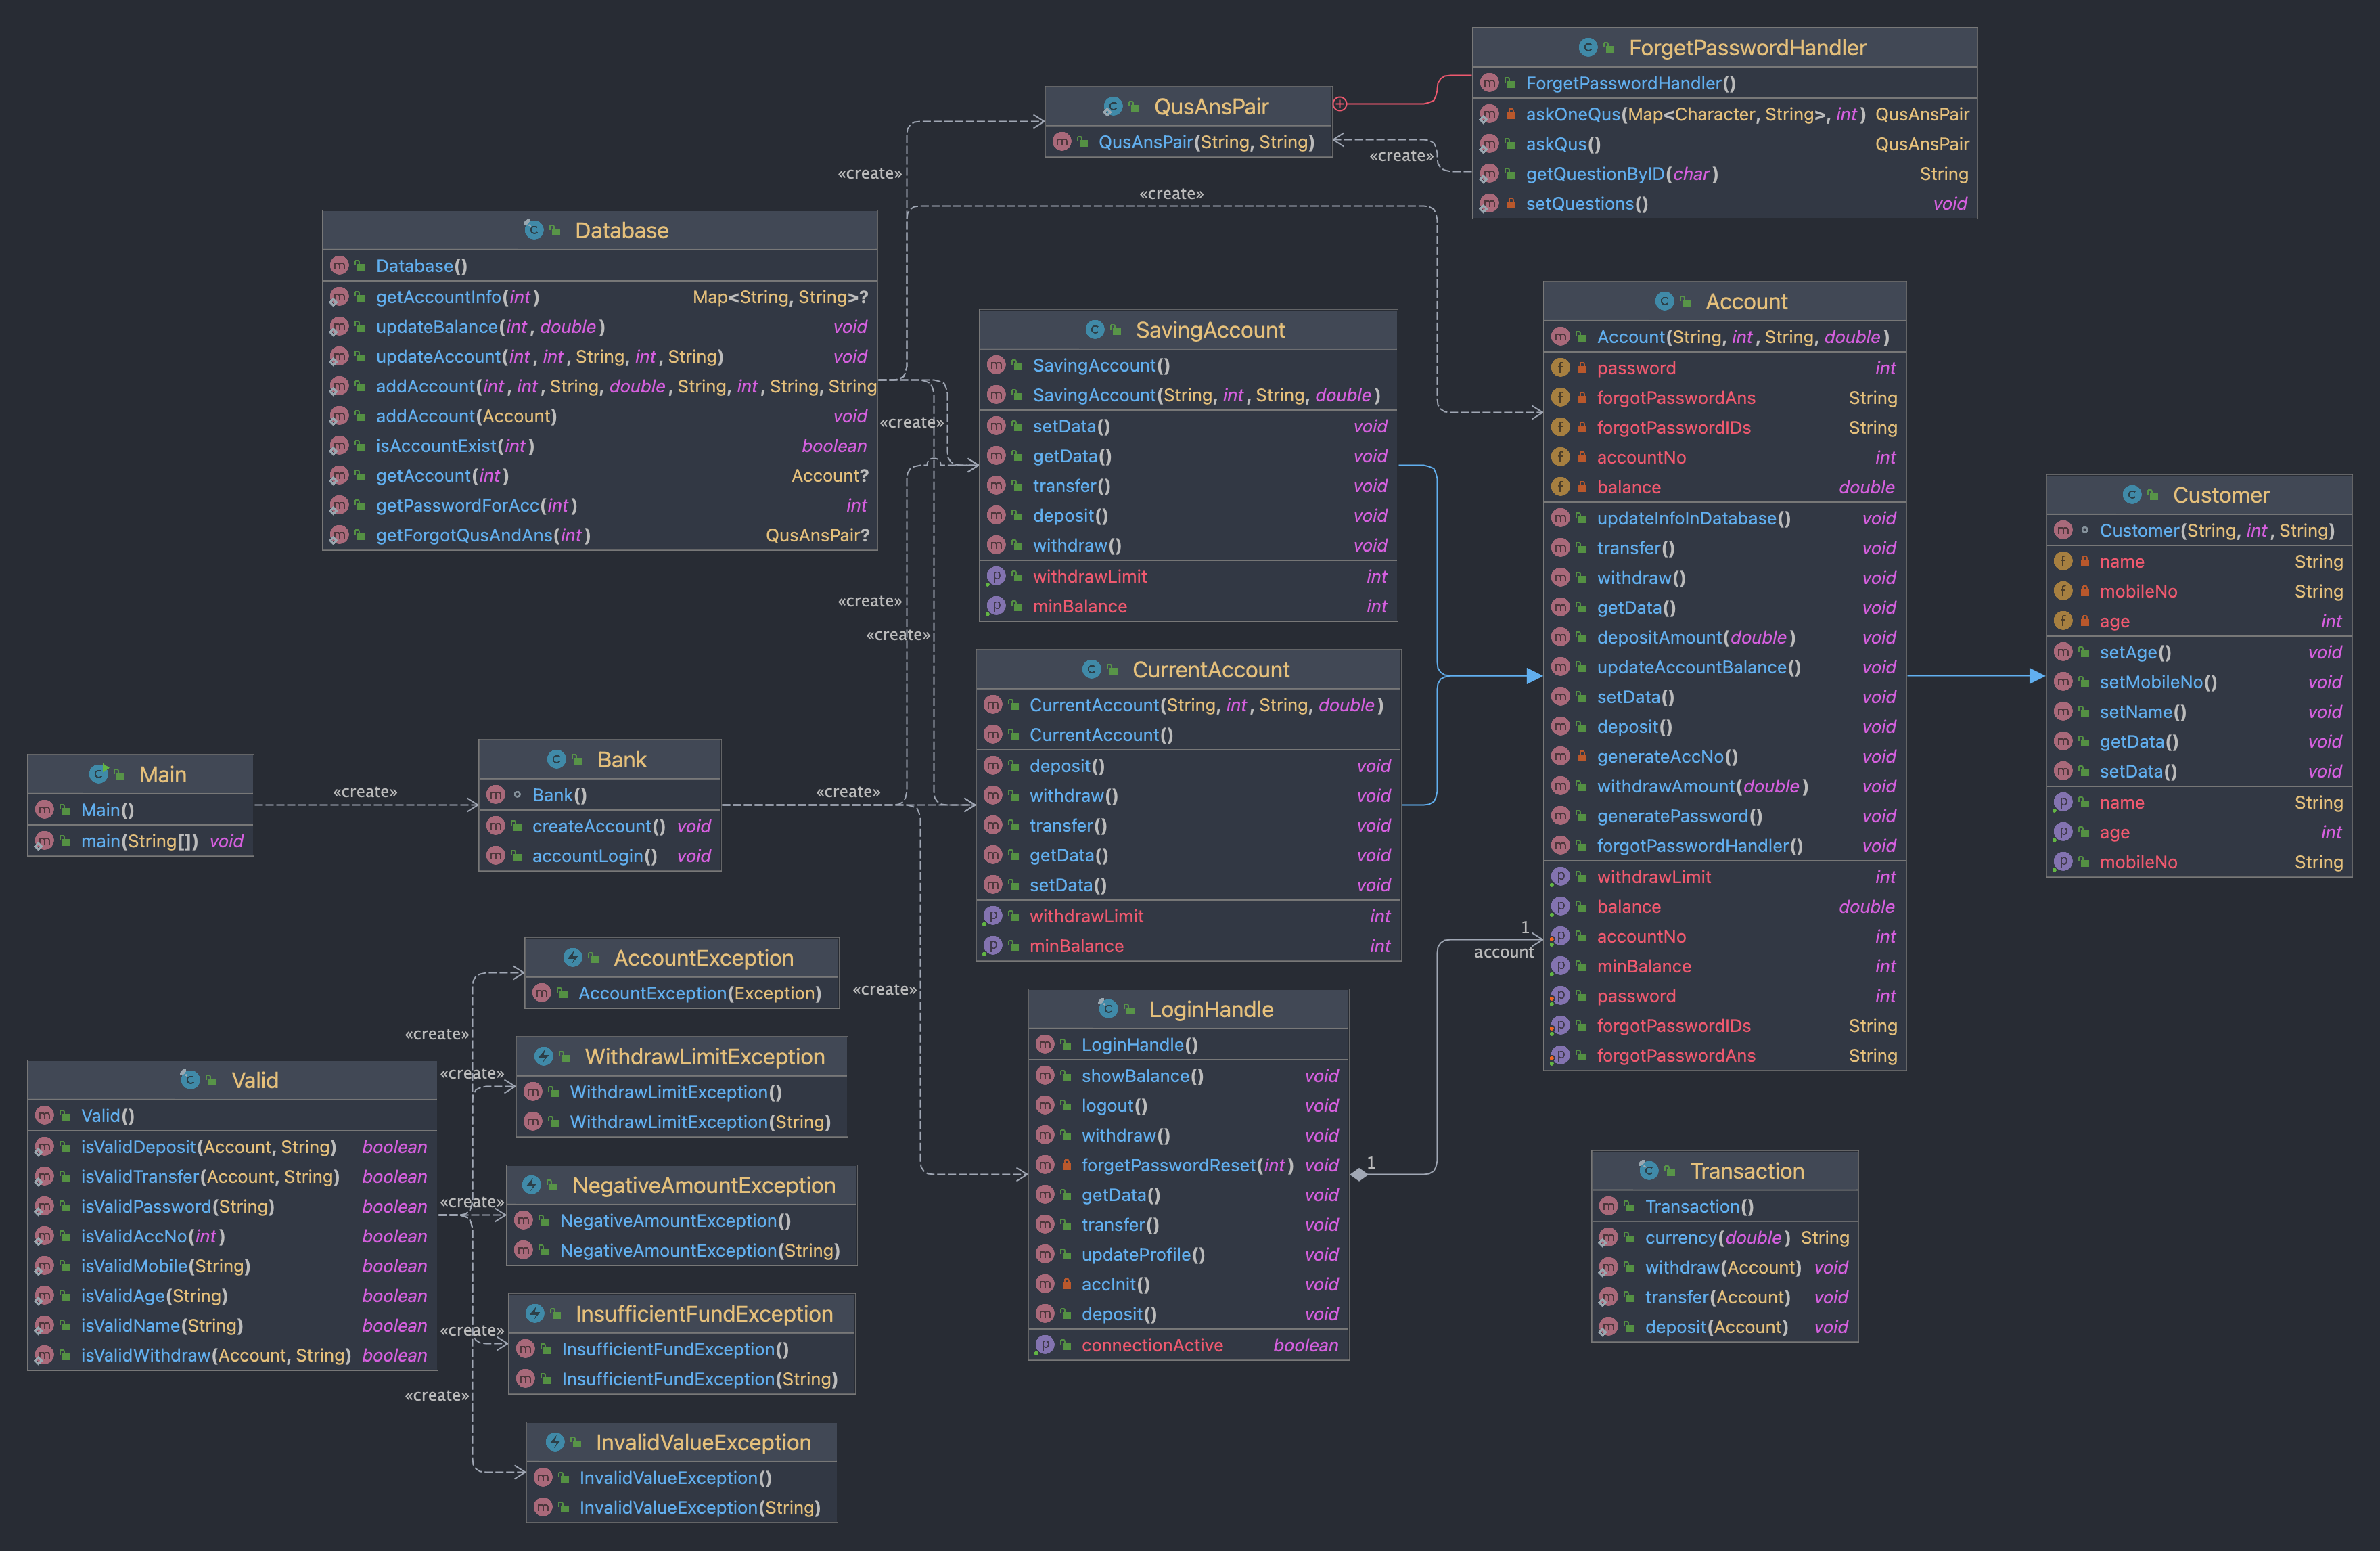 ForgetPasswordHandler
ForgetPasswordHandler()
askOneQus(Map<Character, String>, int) QusAnsPair
askQus() QusAnsPair
getQuestionByID(char) String
setQuestions() void
QusAnsPair
QusAnsPair(String, String)
«create»
«create»
«create»
Database
Database()
getAccountInfo(int) Map<String, String>?
updateBalance(int, double) void
updateAccount(int, int, String, int, String) void
addAccount(int, int, String, double, String, int, String, String
addAccount(Account) void
isAccountExist(int) boolean
getAccount(int) Account?
getPasswordForAcc(int) int
getForgotQusAndAns(int) QusAnsPair?
«create»
«create»
«create»
SavingAccount
SavingAccount()
SavingAccount(String, int, String, double)
setData() void
getData() void
transfer() void
deposit() void
withdraw() void
withdrawLimit int
minBalance int
Account
Account(String, int, String, double)
password int
forgotPasswordAns String
forgotPasswordIDs String
accountNo int
balance double
updateInfoInDatabase() void
transfer() void
withdraw() void
getData() void
depositAmount(double) void
updateAccountBalance() void
setData() void
deposit() void
generateAccNo() void
withdrawAmount(double) void
generatePassword() void
forgotPasswordHandler() void
withdrawLimit int
balance double
accountNo int
minBalance int
password int
forgotPasswordIDs String
forgotPasswordAns String
Customer
Customer(String, int, String)
name String
mobileNo String
age int
setAge() void
setMobileNo() void
setName() void
getData() void
setData() void
name String
age int
mobileNo String
CurrentAccount
CurrentAccount(String, int, String, double)
CurrentAccount()
deposit() void
withdraw() void
transfer() void
getData() void
setData() void
withdrawLimit int
minBalance int
Main
Main()
main(String[]) void
«create»
Bank
Bank()
createAccount() void
accountLogin() void
«create»
«create»
1
account
1
LoginHandle
LoginHandle()
showBalance() void
logout() void
withdraw() void
forgetPasswordReset(int) void
getData() void
transfer() void
updateProfile() void
accInit() void
deposit() void
connectionActive boolean
Valid
Valid()
isValidDeposit(Account, String) boolean
isValidTransfer(Account, String) boolean
isValidPassword(String) boolean
isValidAccNo(int) boolean
isValidMobile(String) boolean
isValidAge(String) boolean
isValidName(String) boolean
isValidWithdraw(Account, String) boolean
«create»
«create»
«create»
«create»
«create»
AccountException
AccountException(Exception)
WithdrawLimitException
WithdrawLimitException()
WithdrawLimitException(String)
NegativeAmountException
NegativeAmountException()
NegativeAmountException(String)
InsufficientFundException
InsufficientFundException()
InsufficientFundException(String)
InvalidValueException
InvalidValueException()
InvalidValueException(String)
Transaction
Transaction()
currency(double) String
withdraw(Account) void
transfer(Account) void
deposit(Account) void